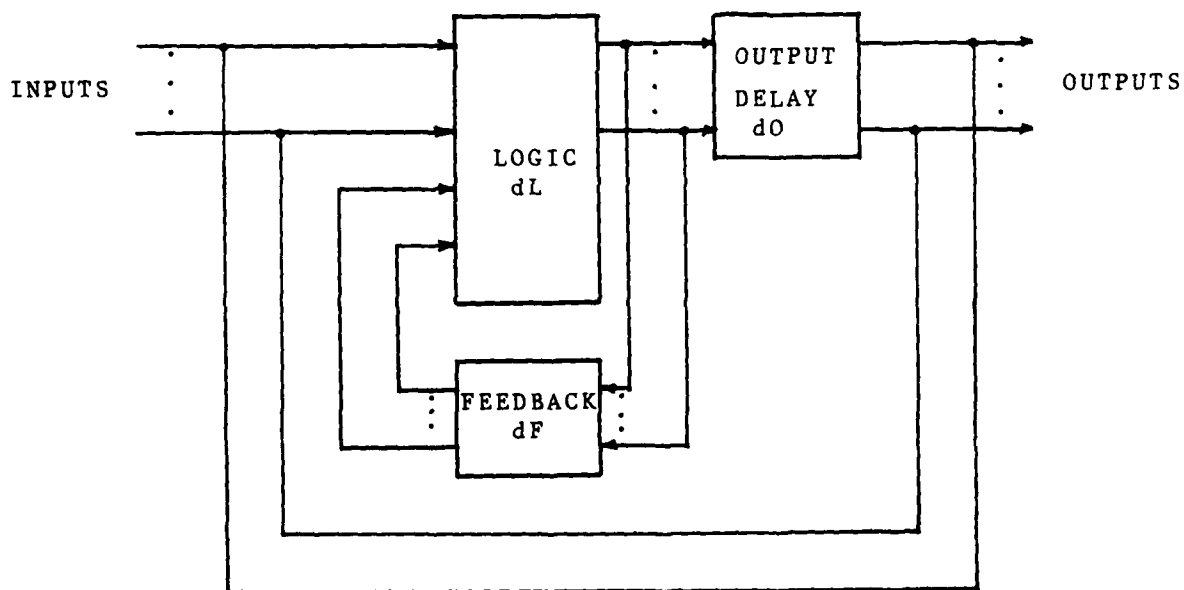 INPUTS
LOGIC
dL
OUTPUT
DELAY
dO
OUTPUTS
FEEDBACK
dF